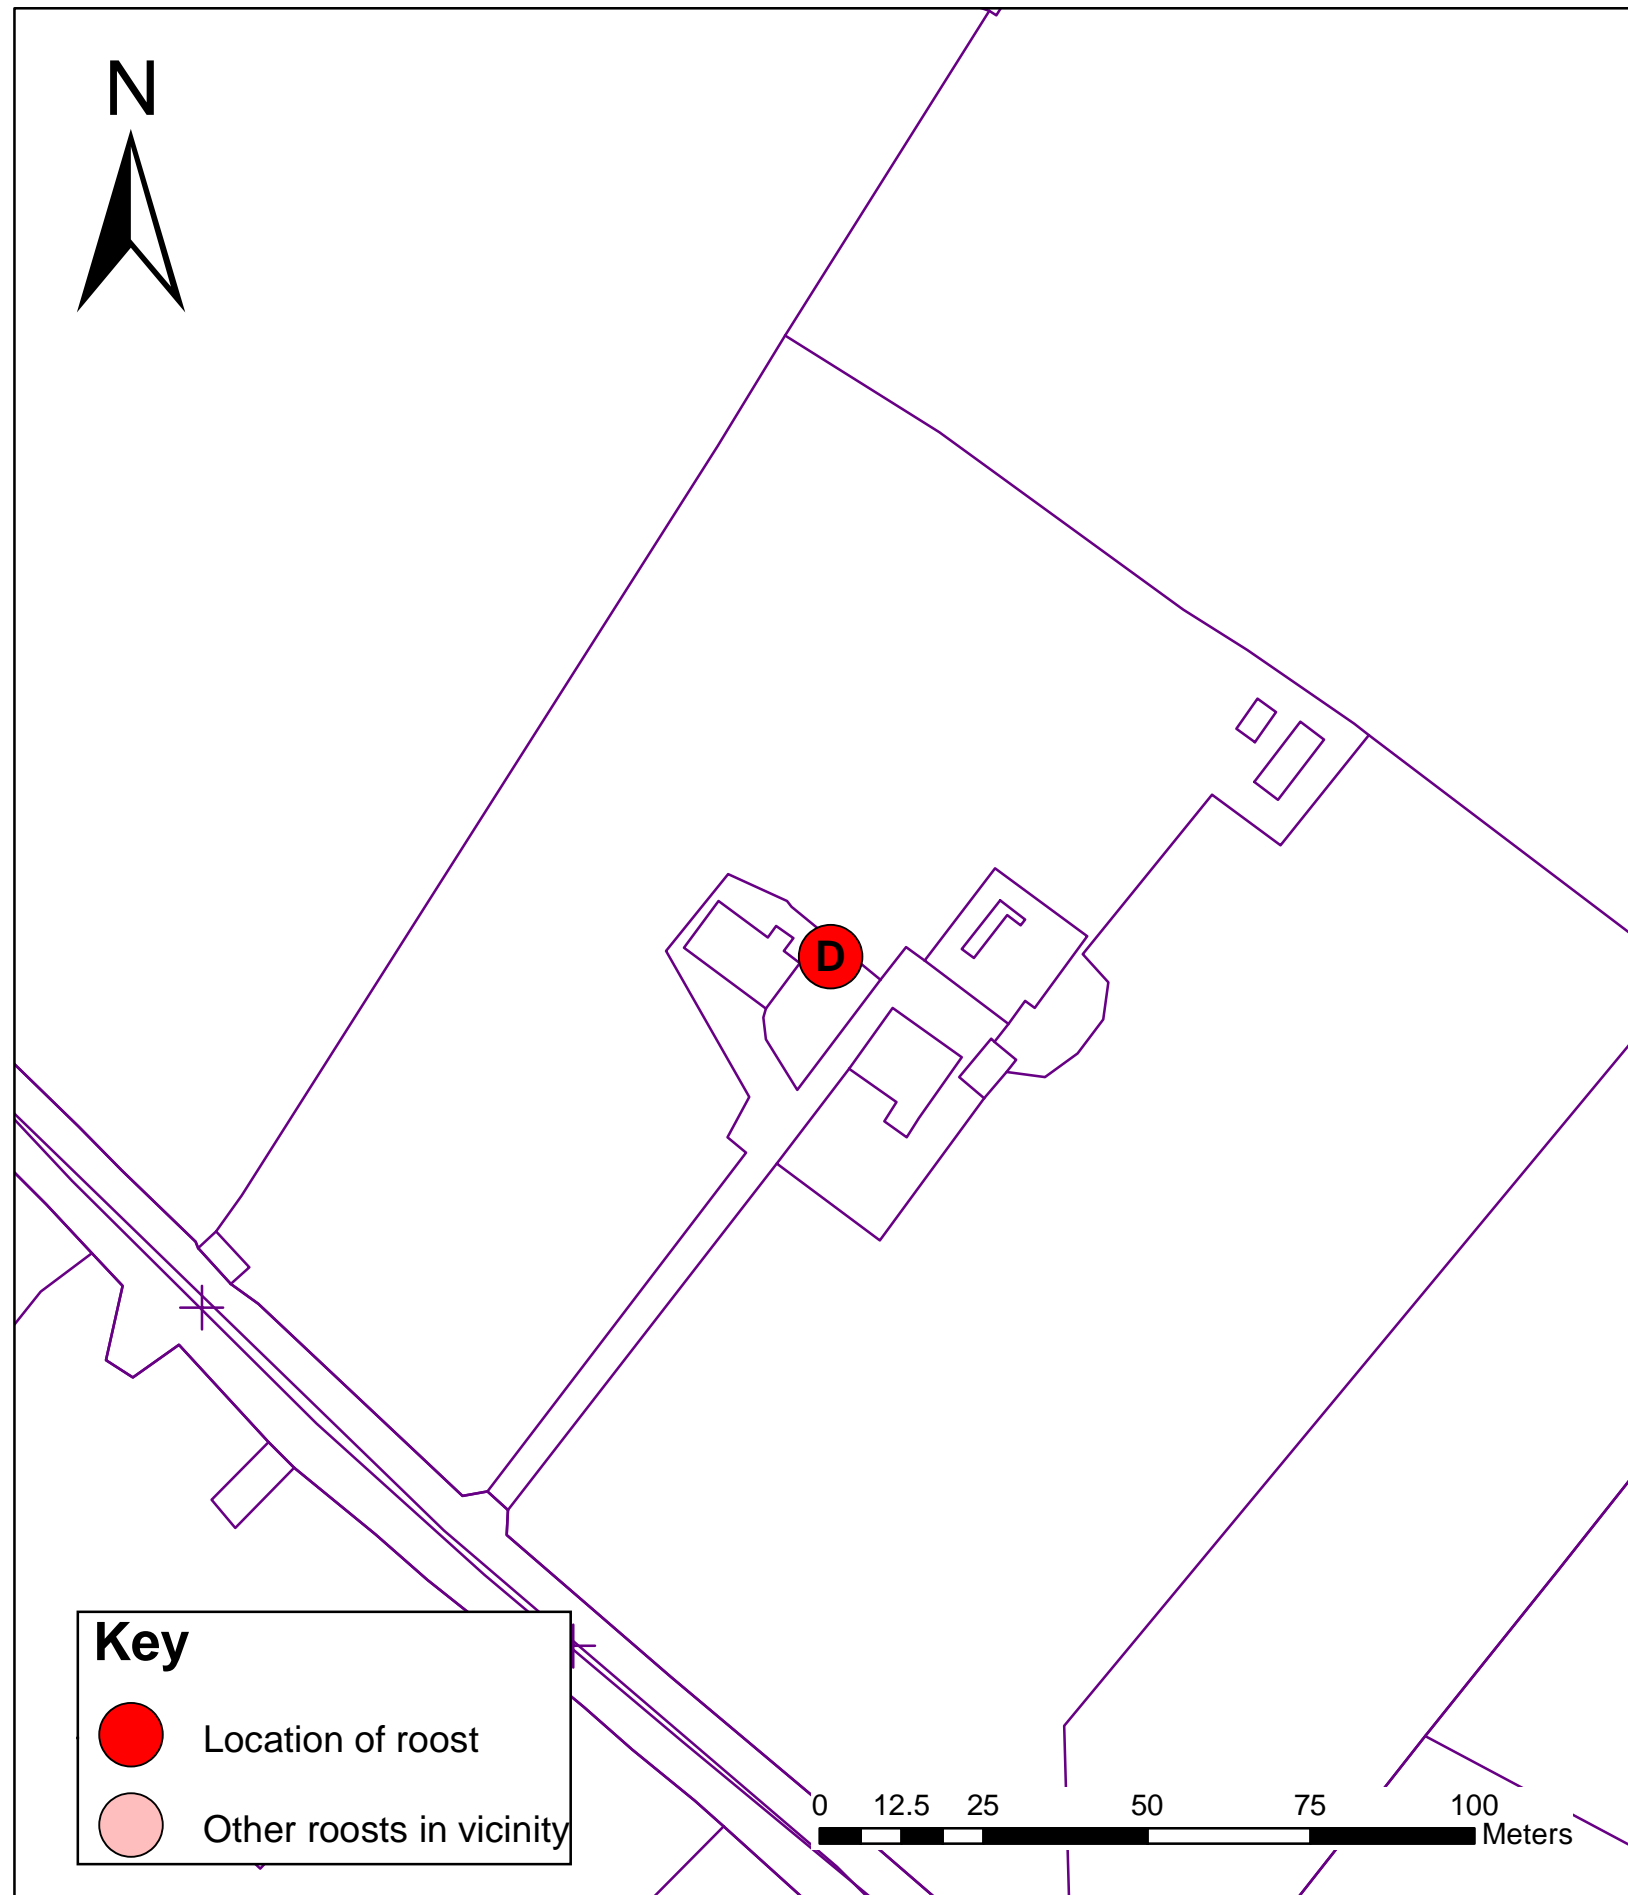 N
D
Key
Location of roost
Other roosts in vicinity
0 12.5 25 50 75 100
Meters